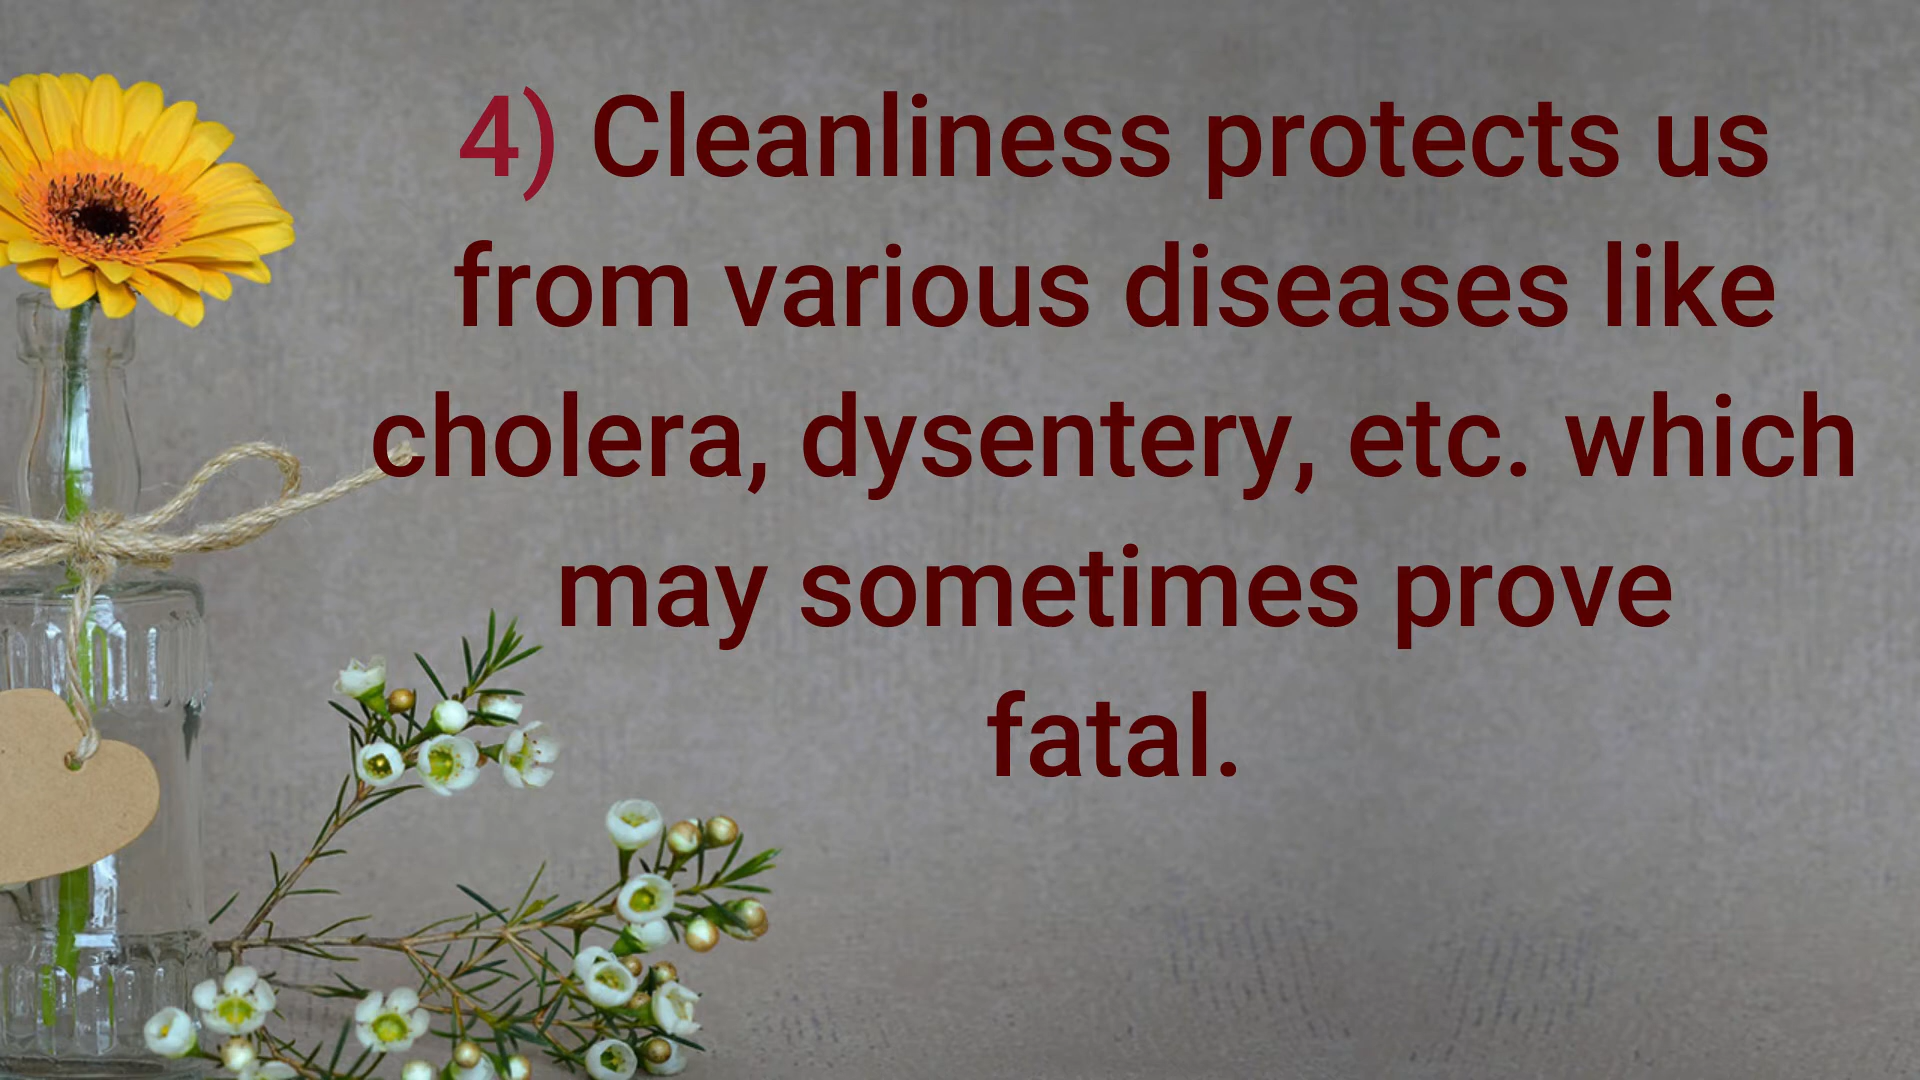 4) Cleanliness protects us
from various diseases like
cholera, dysentery, etc. which
may sometimes prove
fatal.